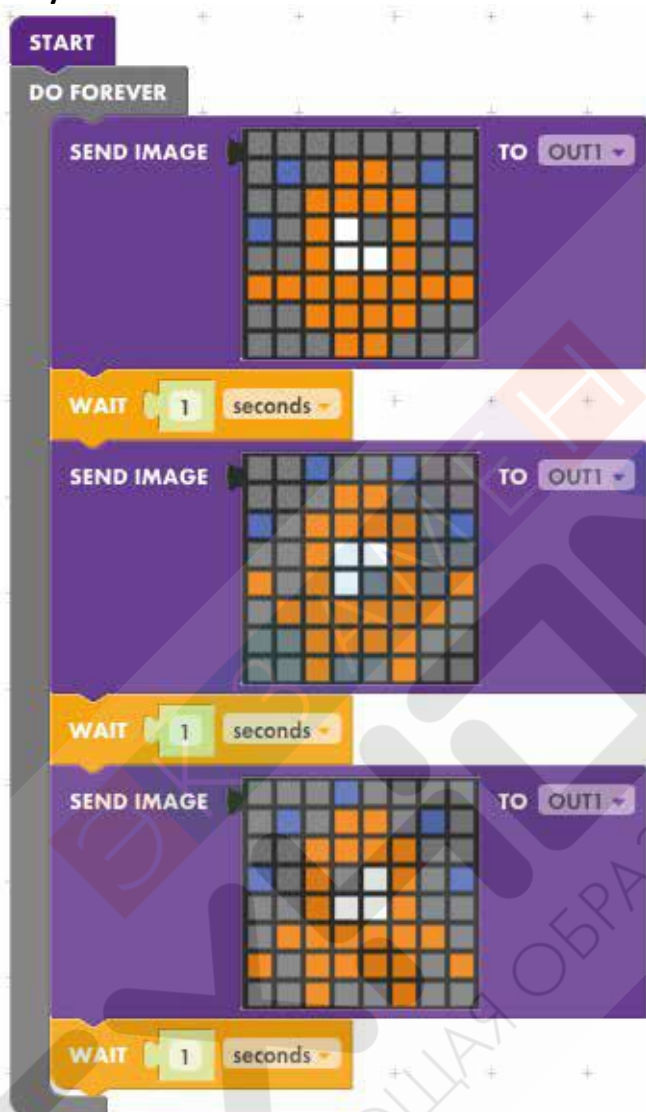 START
DO FOREVER
SEND IMAGE TO OUT1
WAIT 1 seconds
SEND IMAGE TO OUT1
WAIT 1 seconds
SEND IMAGE TO OUT1
WAIT 1 seconds
ЭКЗАМЕН